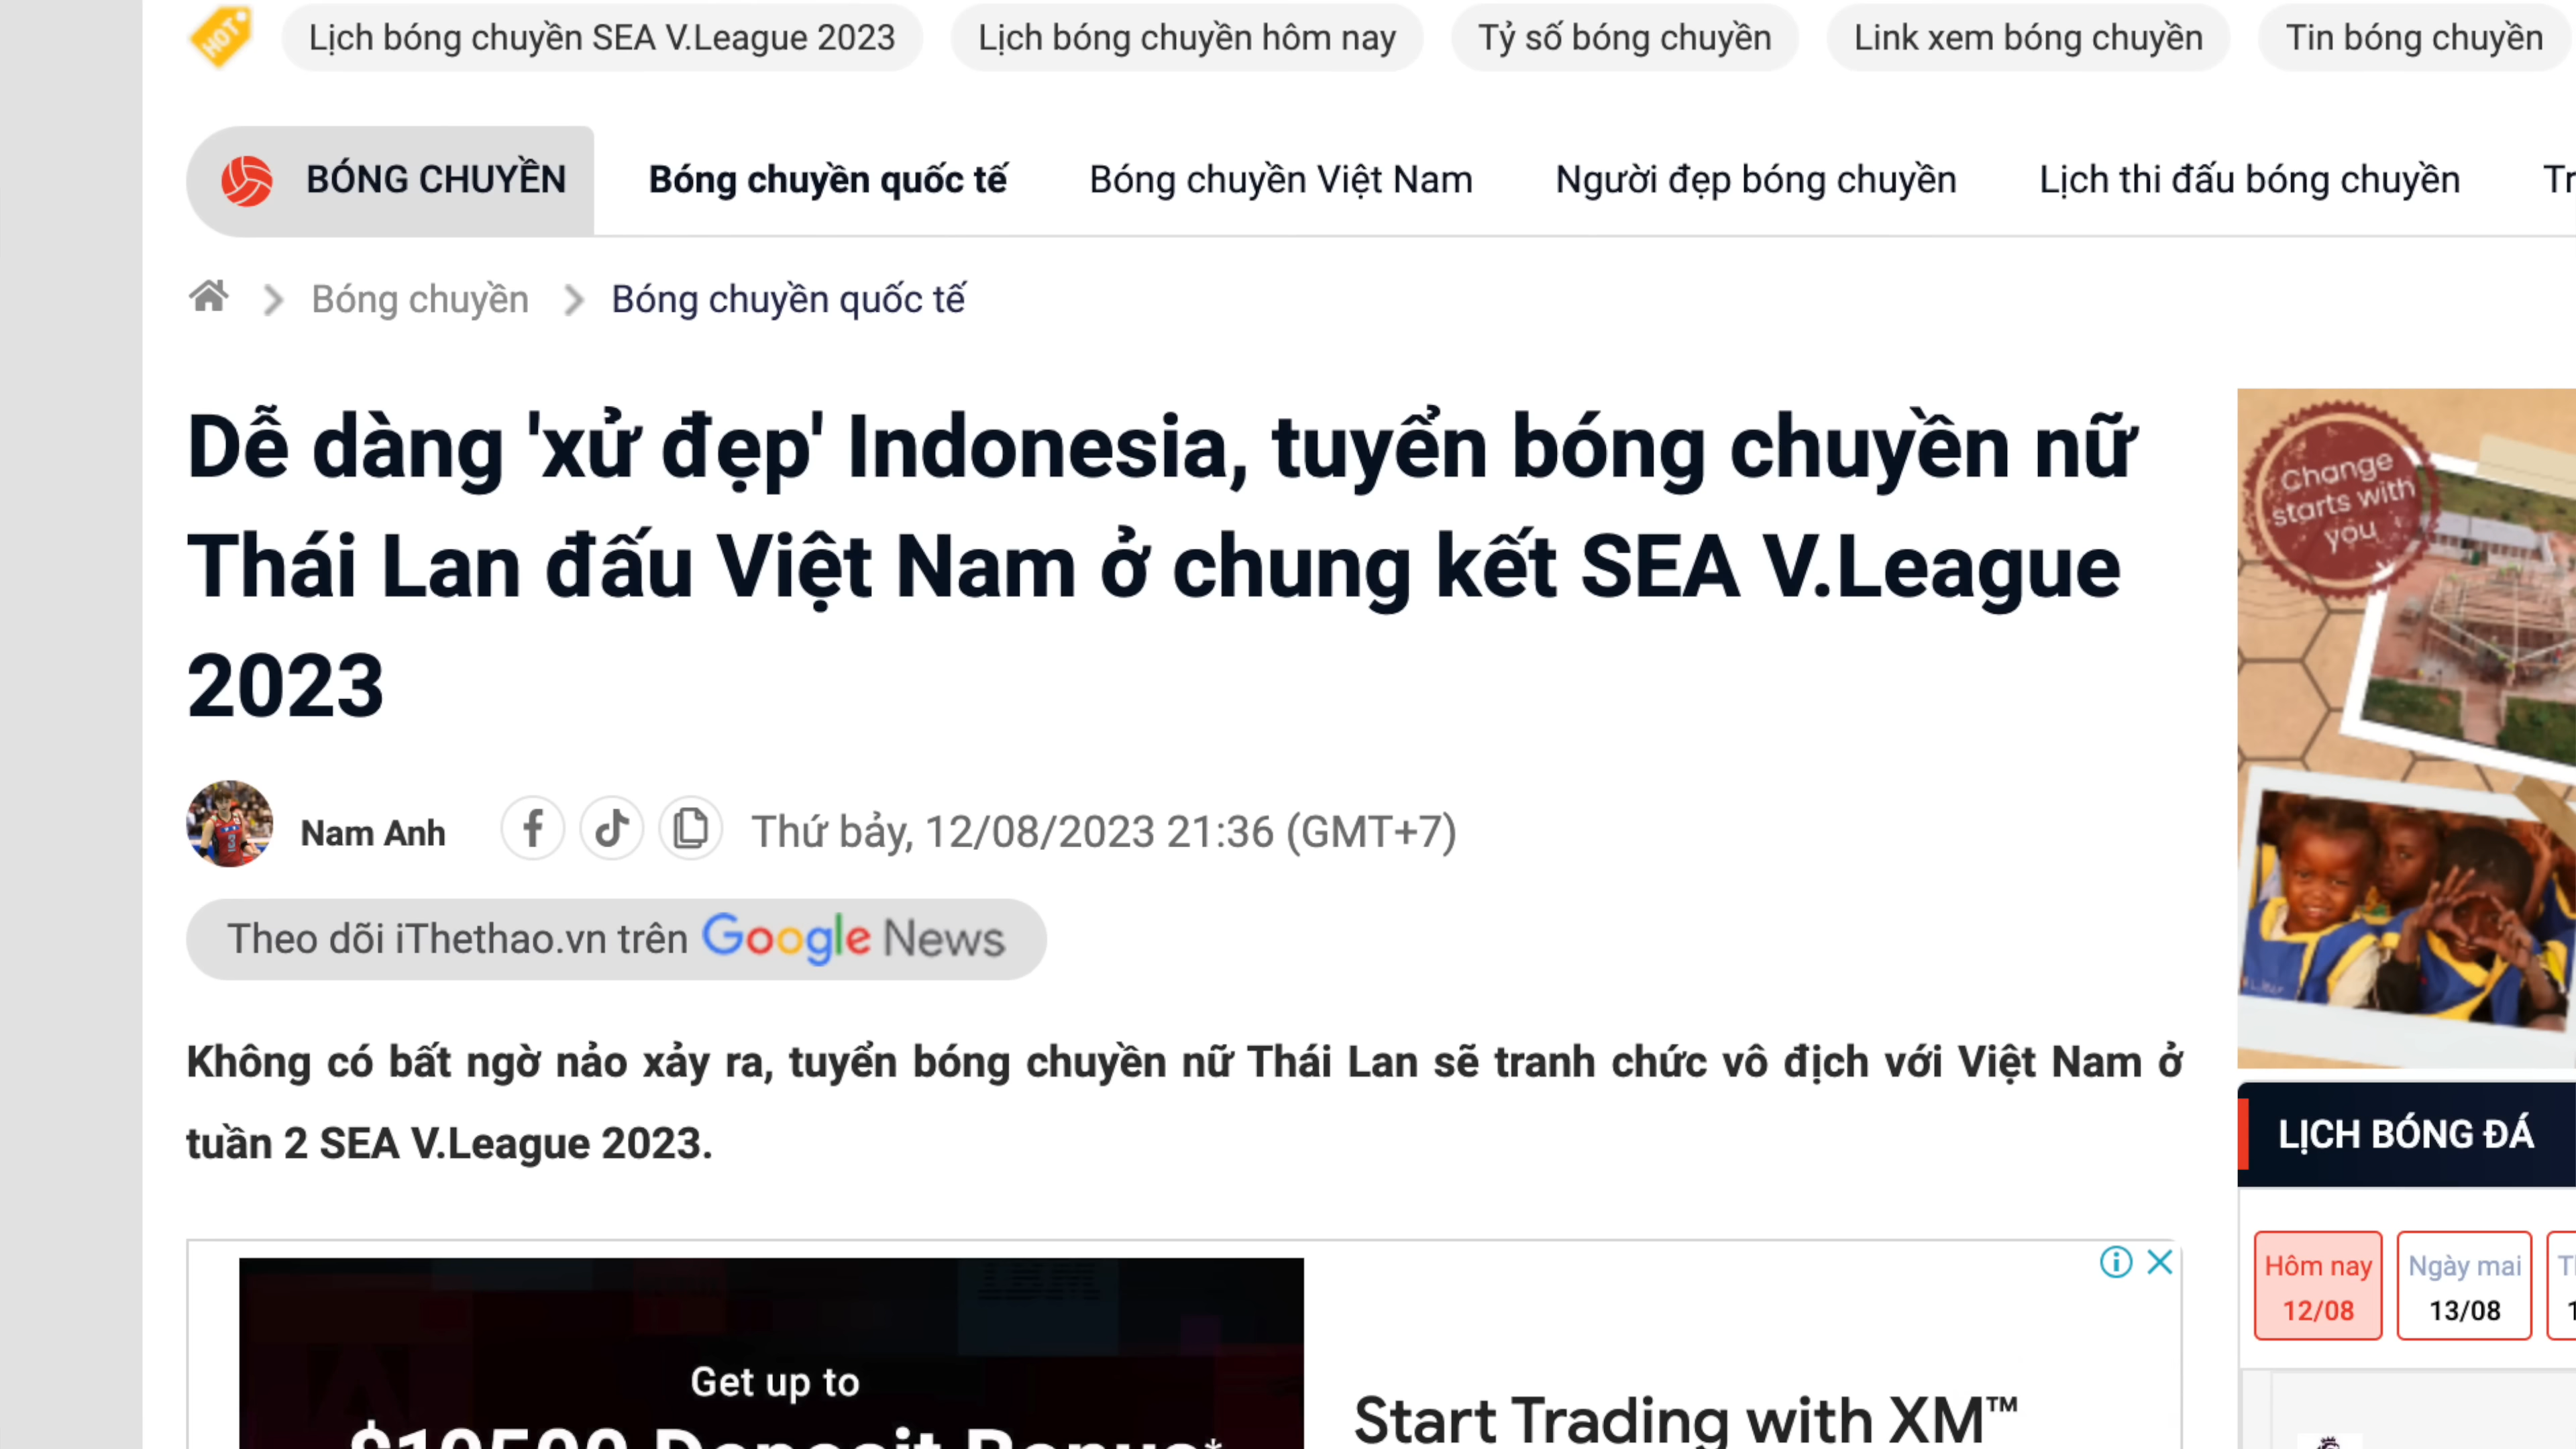 HOT
Lịch bóng chuyền SEA V.League 2023
Lịch bóng chuyền hôm nay
Tỷ số bóng chuyền
Link xem bóng chuyền
Tin bóng chuyền
BÓNG CHUYỀN
Bóng chuyền quốc tế
Bóng chuyền Việt Nam
Người đẹp bóng chuyền
Lịch thi đấu bóng chuyền
Bóng chuyền
Bóng chuyền quốc tế
Dễ dàng 'xử đẹp' Indonesia, tuyển bóng chuyền nữ
Thái Lan đấu Việt Nam ở chung kết SEA V.League
2023
Nam Anh
Thứ bảy, 12/08/2023 21:36 (GMT+7)
Theo dõi iThethao.vn trên Google News
Không có bất ngờ nảo xảy ra, tuyển bóng chuyền nữ Thái Lan sẽ tranh chức vô địch với Việt Nam ở
tuần 2 SEA V.League 2023.
Change
starts with
you
LỊCH BÓNG ĐÁ
Hôm nay
12/08
Ngày mai
13/08
Get up to
$10500 Deposit Bonus*
Start Trading with XM™